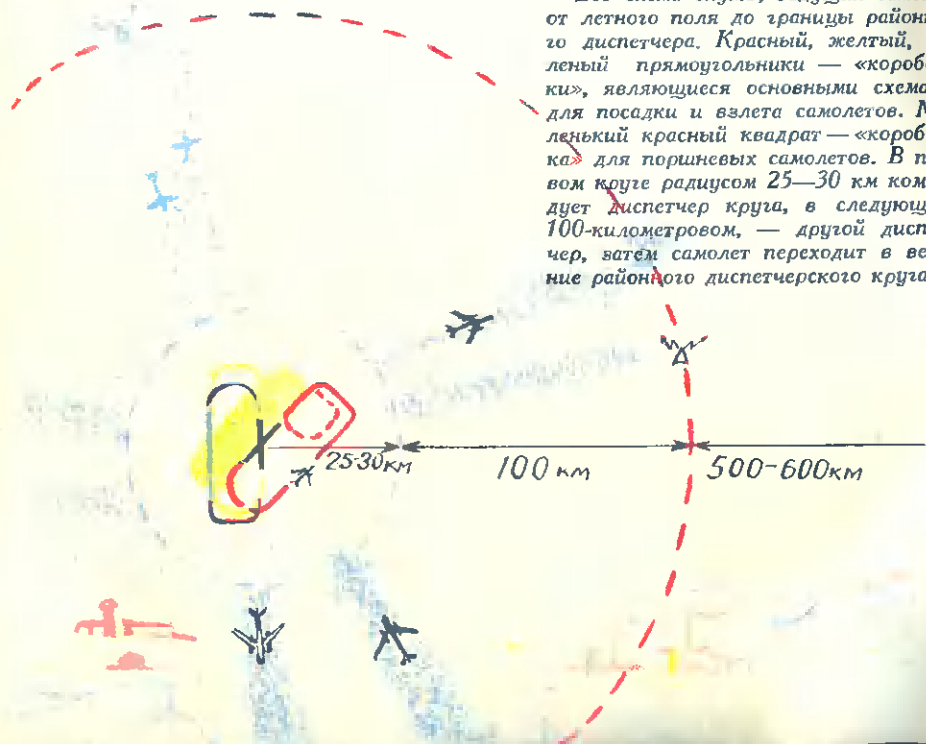 от летного поля до границы районн
го диспетчера. Красный, желтый,
леный прямоугольники — «короб
ки», являющиеся основными схема
для посадки и взлета самолетов. М
ленький красный квадрат — «короб
ка» для поршневых самолетов. В п
вом круге радиусом 25—30 км ком
дует диспетчер круга, в следующ
100-километровом, — другой дисп
чер, затем самолет переходит в ве
ние районного диспетчерского круга
25-30км
100 км
500-600км